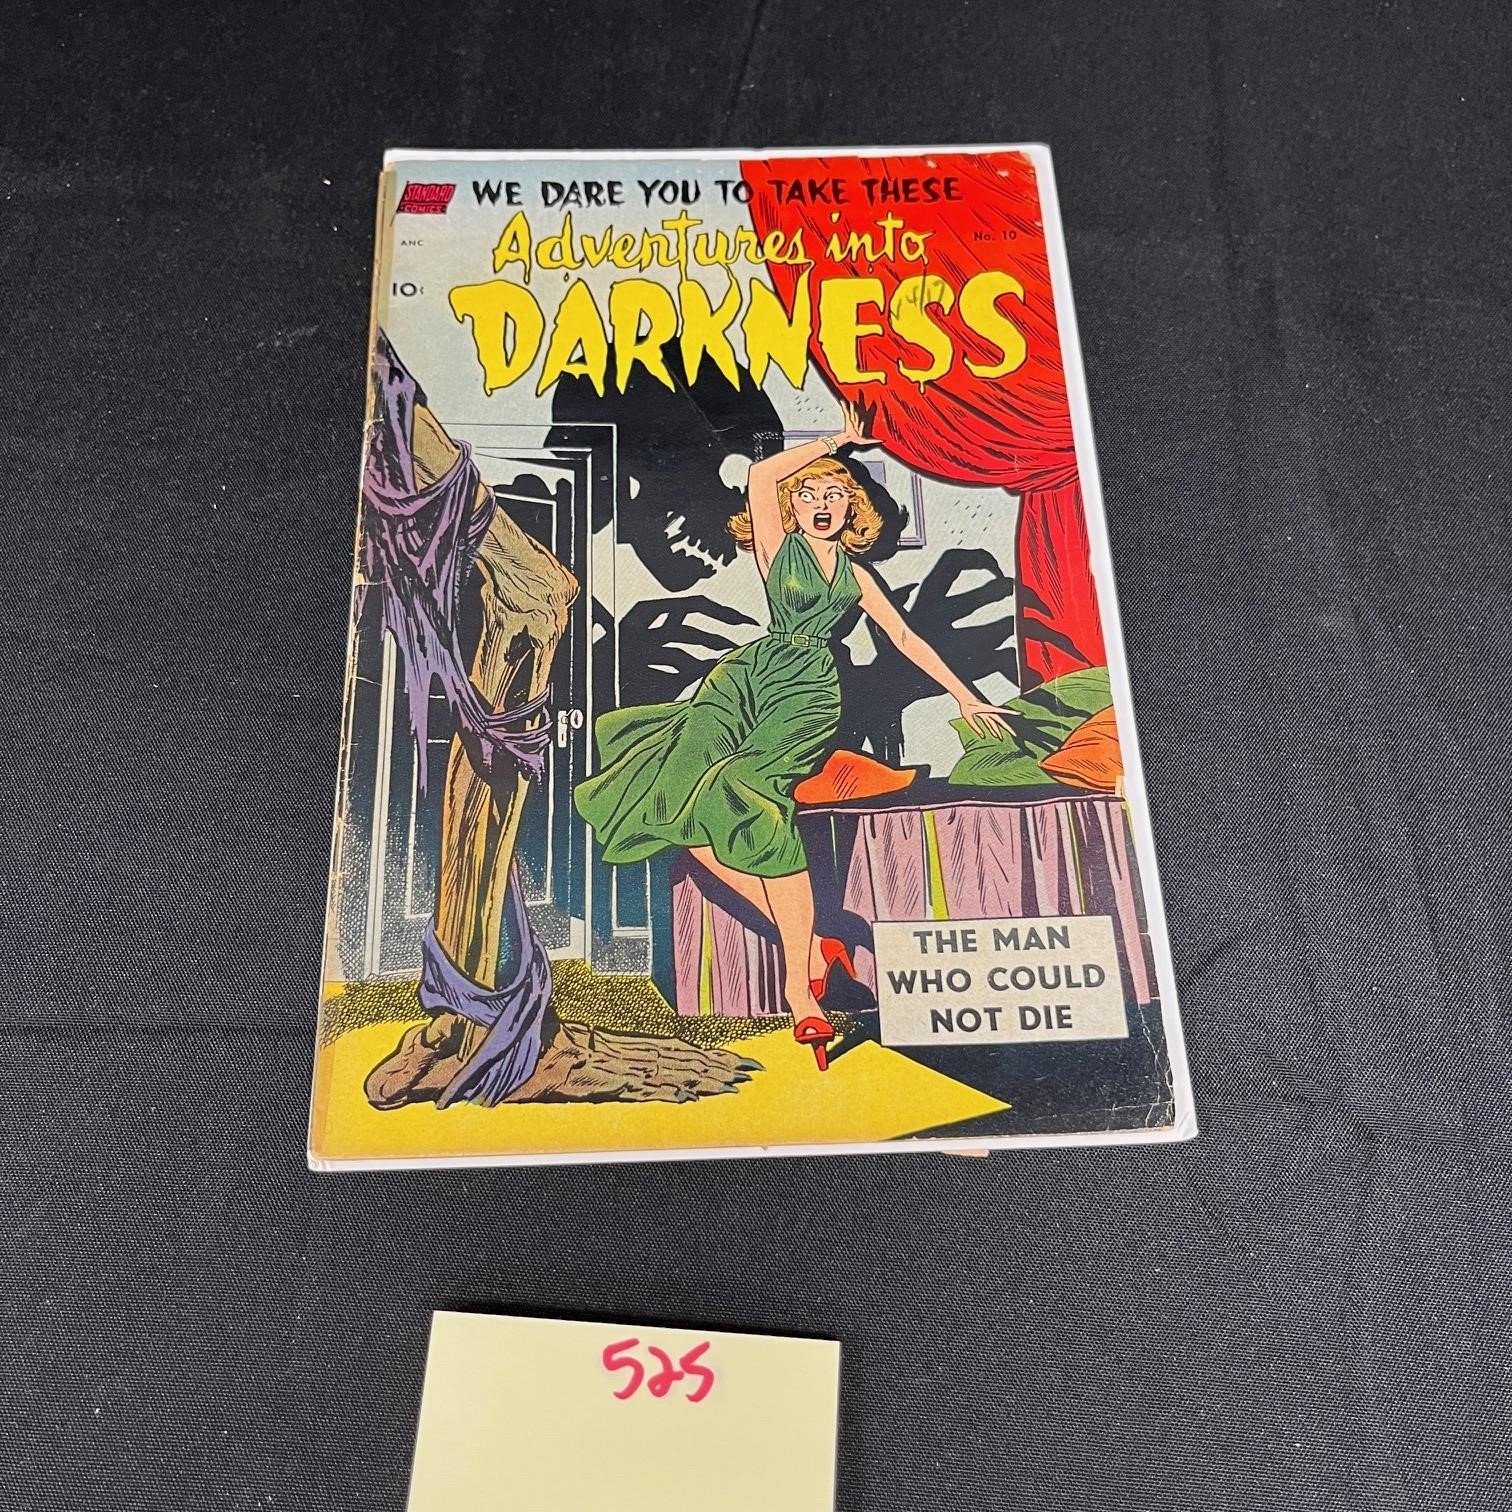 STANDARD
COMICS
WE DARE YOU TO TAKE THESE
ANC
Adventures into
No. 10
10¢
DARKNESS
THE MAN
WHO COULD
NOT DIE
525